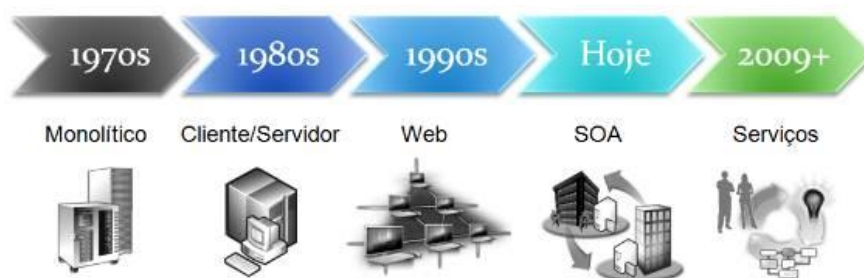 1970s 1980s 1990s Hoje 2009+
Monolítico Cliente/Servidor Web SOA Serviços